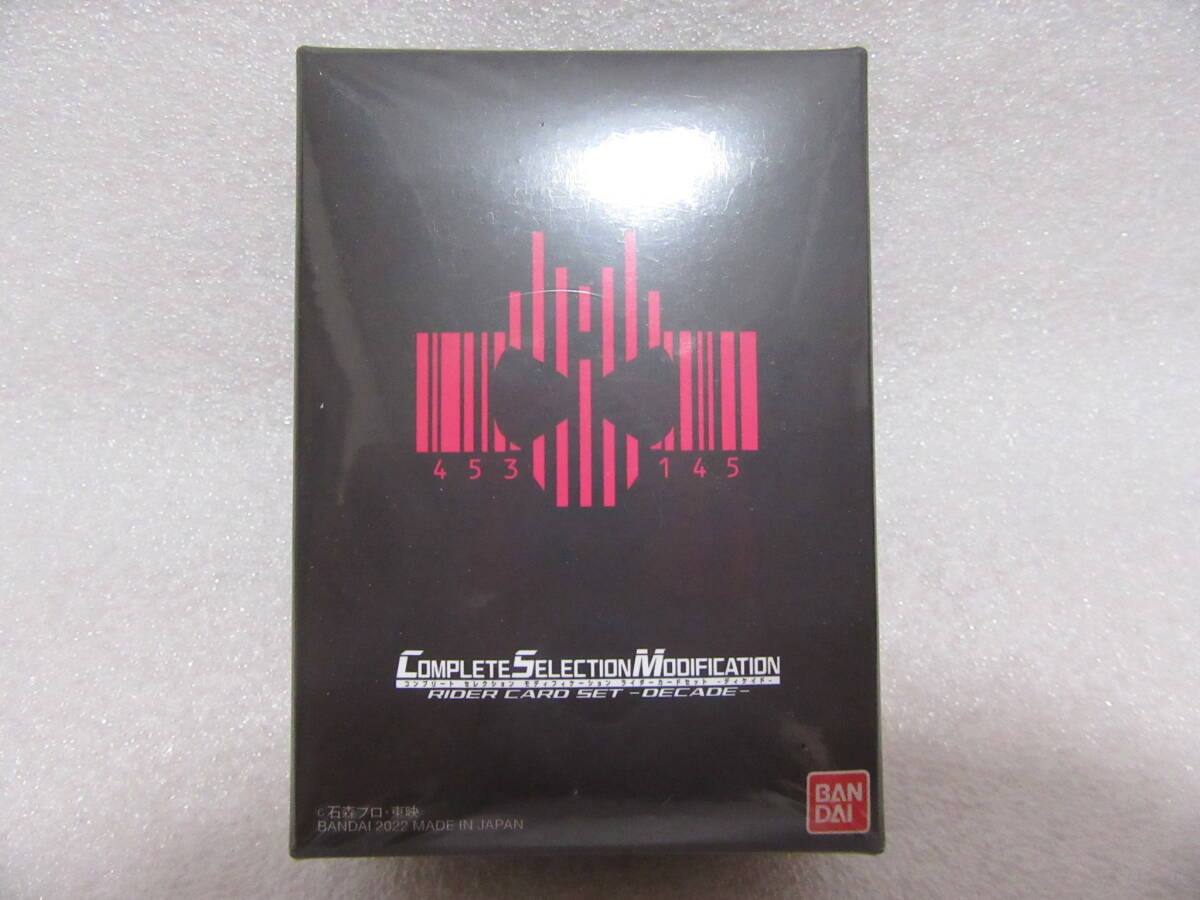 453 145
COMPLETE SELECTION MODIFICATION
コンプリート セレクション モディフィケーション ライダーカードセット -ディケイド-
RIDER CARD SET -DECADE-
©石森プロ・東映
BANDAI 2022 MADE IN JAPAN
BAN
DAI